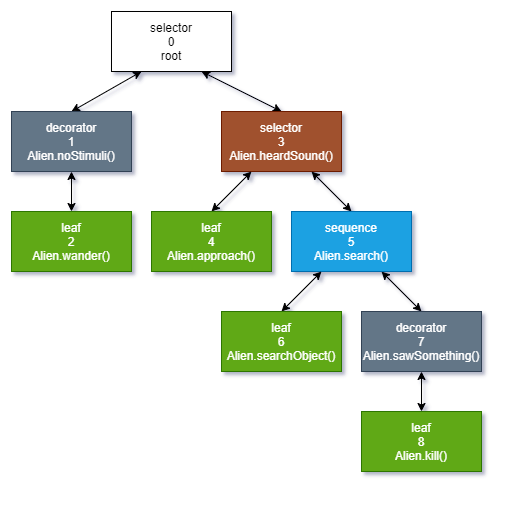 selector
0
root
decorator
1
Alien.noStimuli()
selector
3
Alien.heardSound()
leaf
2
Alien.wander()
leaf
4
Alien.approach()
sequence
5
Alien.search()
leaf
6
Alien.searchObject()
decorator
7
Alien.sawSomething()
leaf
8
Alien.kill()